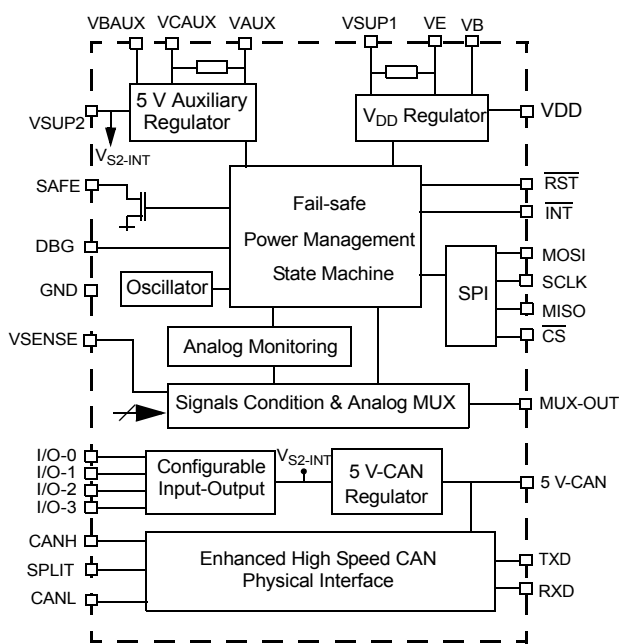 VBAUX VCAUX VAUX VSUP1 VE VB
5 V Auxiliary
Regulator
V_DD Regulator
VDD
VSUP2
V_S2-INT
SAFE
Fail-safe
Power Management
State Machine
RST
INT
DBG
MOSI
SCLK
MISO
CS
SPI
GND
Oscillator
VSENSE
Analog Monitoring
Signals Condition & Analog MUX
MUX-OUT
I/O-0
I/O-1
I/O-2
I/O-3
Configurable
Input-Output
V_S2-INT
5 V-CAN
Regulator
5 V-CAN
CANH
SPLIT
CANL
Enhanced High Speed CAN
Physical Interface
TXD
RXD